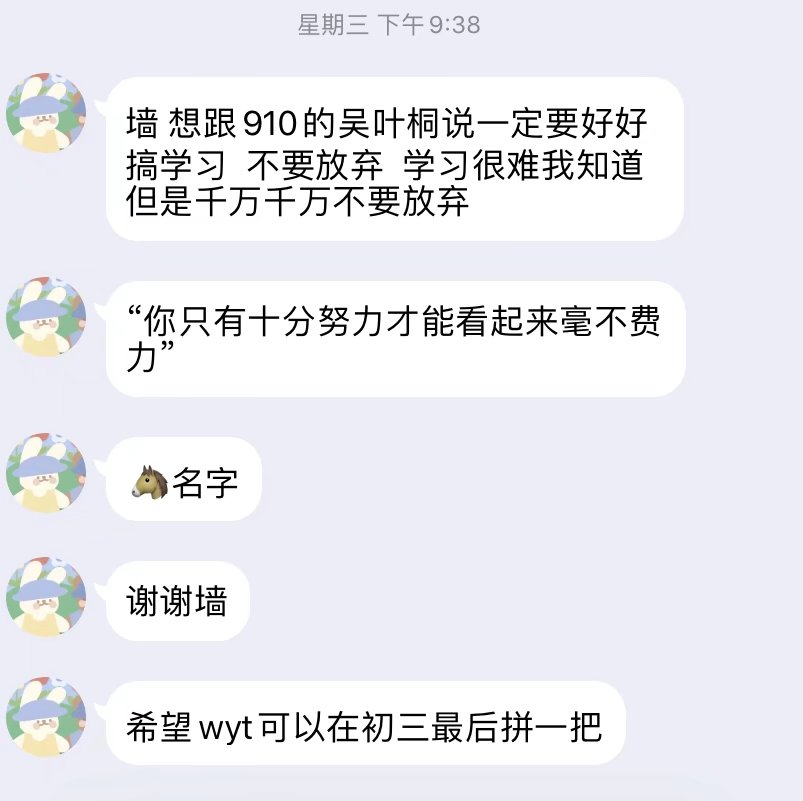 星期三 下午9:38
墙 想跟910的吴叶桐说一定要好好
搞学习 不要放弃 学习很难我知道
但是千万千万不要放弃
“你只有十分努力才能看起来毫不费
力”
🐴名字
谢谢墙
希望wyt可以在初三最后拼一把